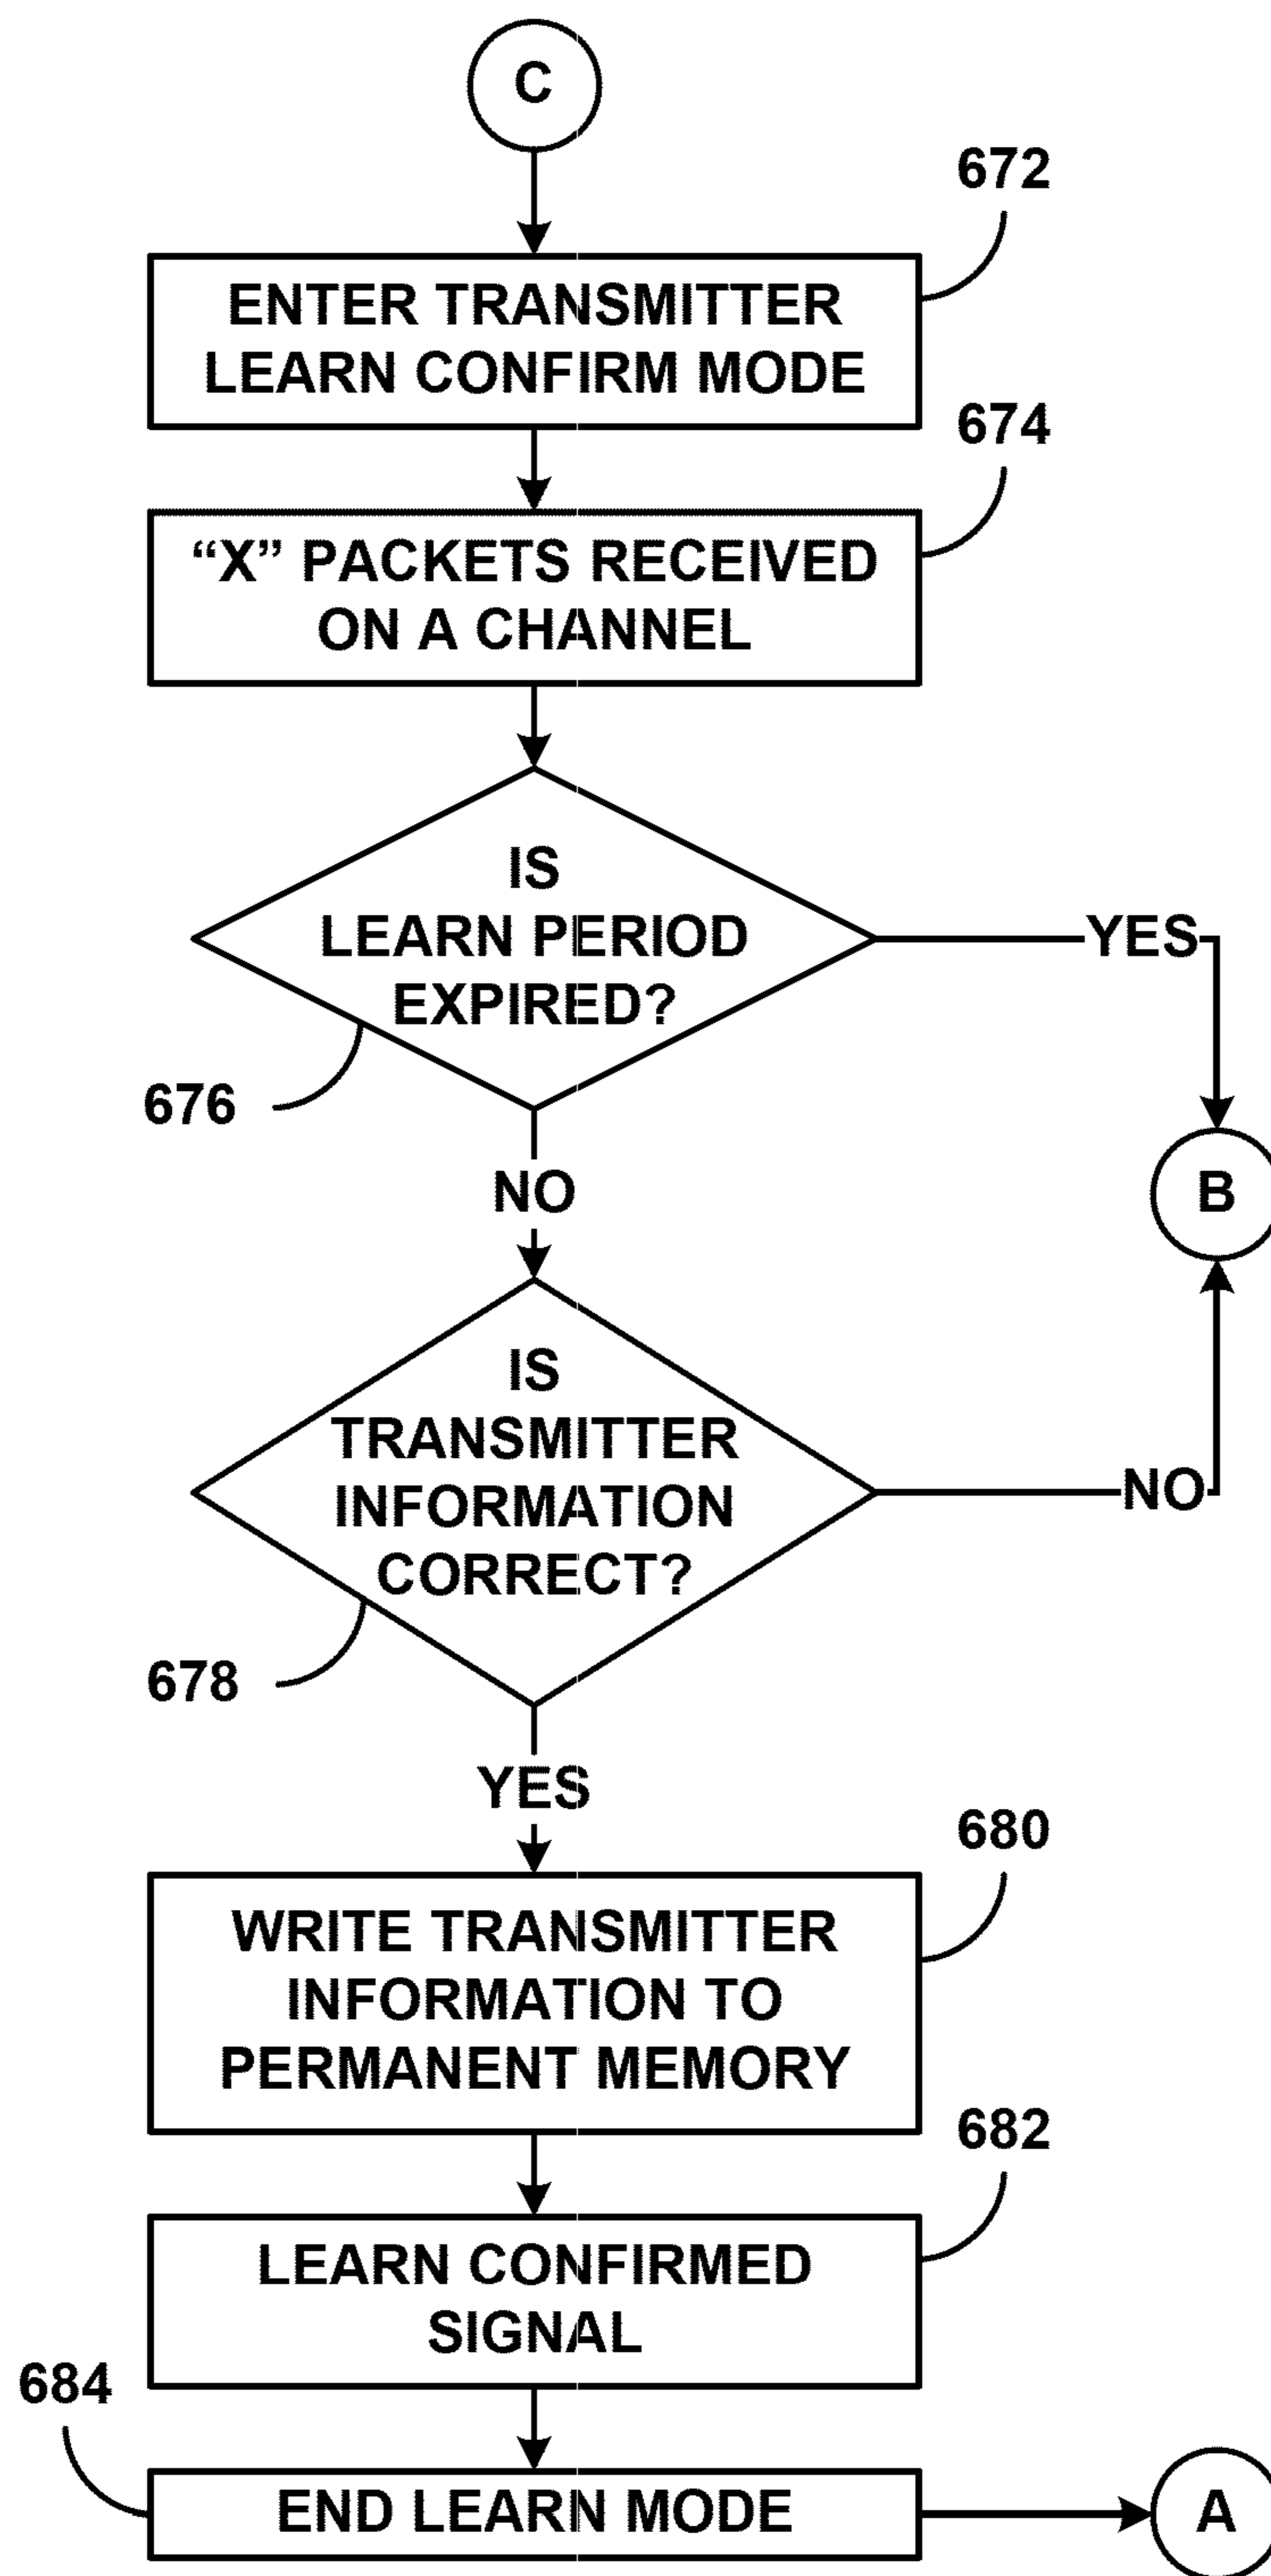 C
672
ENTER TRANSMITTER
LEARN CONFIRM MODE
674
“X” PACKETS RECEIVED
ON A CHANNEL
IS
LEARN PERIOD
EXPIRED?
YES
676
NO
B
IS
TRANSMITTER
INFORMATION
CORRECT?
NO
678
YES
680
WRITE TRANSMITTER
INFORMATION TO
PERMANENT MEMORY
682
LEARN CONFIRMED
SIGNAL
684
END LEARN MODE
A